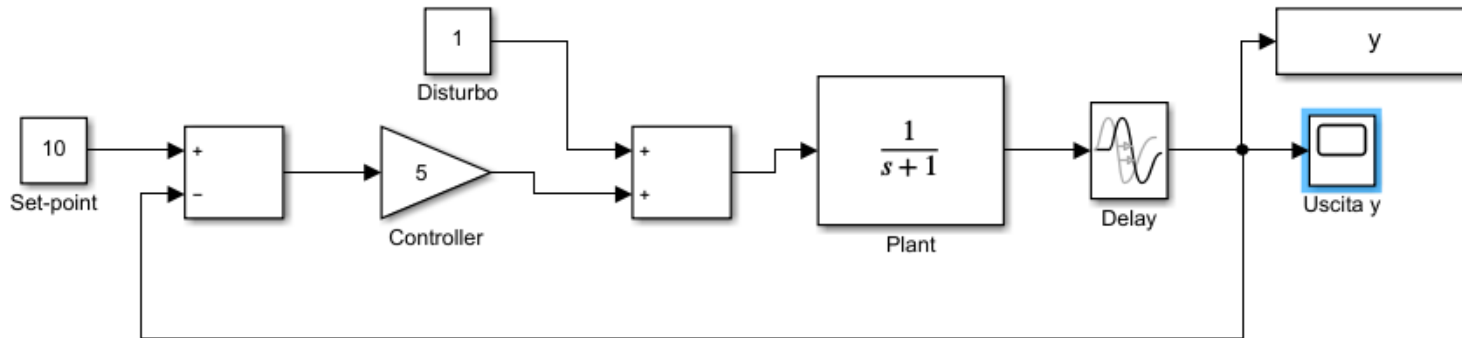 1
y
Disturbo
+
10
+
5
1
s + 1
−
+
Set-point
Controller
Plant
Delay
Uscita y